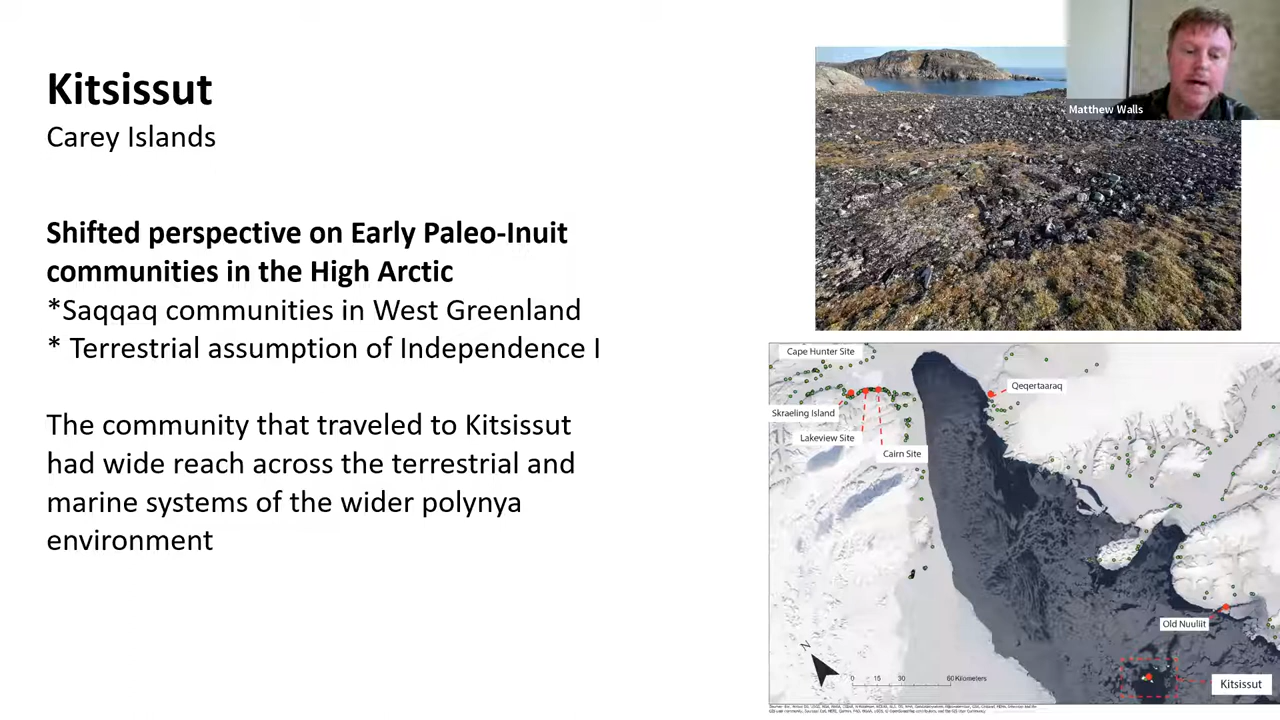 Kitsissut
Carey Islands
Shifted perspective on Early Paleo-Inuit
communities in the High Arctic
*Saqqaq communities in West Greenland
* Terrestrial assumption of Independence I
The community that traveled to Kitsissut
had wide reach across the terrestrial and
marine systems of the wider polynya
environment
Matthew Walls
Cape Hunter Site
Qeqertaaraq
Skraeling Island
Lakeview Site
Cairn Site
Old Nuuliit
Kitsissut
N
0 15 30 60 Kilometers